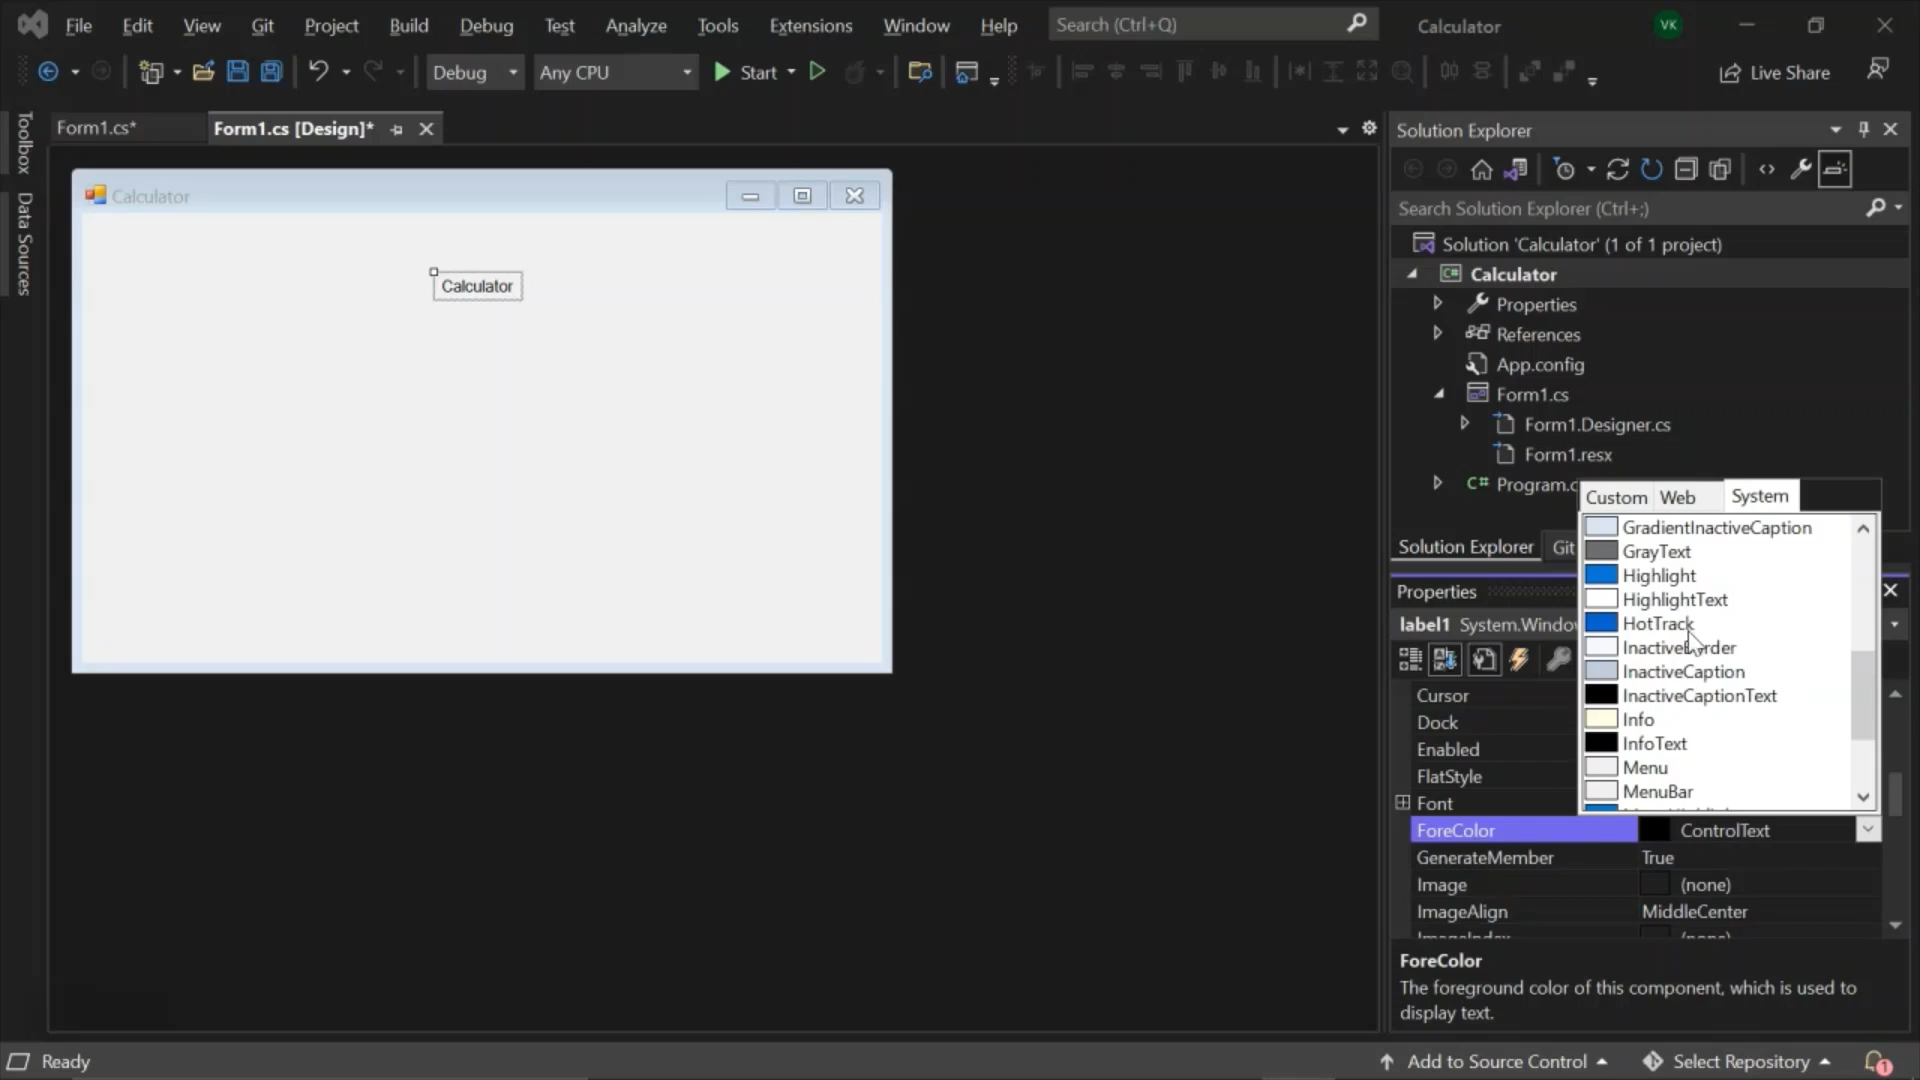 File Edit View Git Project Build Debug Test Analyze Tools Extensions Window Help Search (Ctrl+Q) Calculator VK
Debug Any CPU Start Live Share
Toolbox
Data Sources
Form1.cs* Form1.cs [Design]*
Calculator
Calculator
Solution Explorer
Search Solution Explorer (Ctrl+;)
Solution 'Calculator' (1 of 1 project)
C# Calculator
Properties
References
App.config
Form1.cs
Form1.Designer.cs
Form1.resx
C# Program.c
Solution Explorer Git
Custom Web System
GradientInactiveCaption
GrayText
Highlight
HighlightText
HotTrack
InactiveBorder
InactiveCaption
InactiveCaptionText
Info
InfoText
Menu
MenuBar
Properties
label1 System.Window
Cursor
Dock
Enabled
FlatStyle
Font
ForeColor ControlText
GenerateMember True
Image (none)
ImageAlign MiddleCenter
ImageIndex (none)
ForeColor
The foreground color of this component, which is used to
display text.
Ready Add to Source Control Select Repository 1